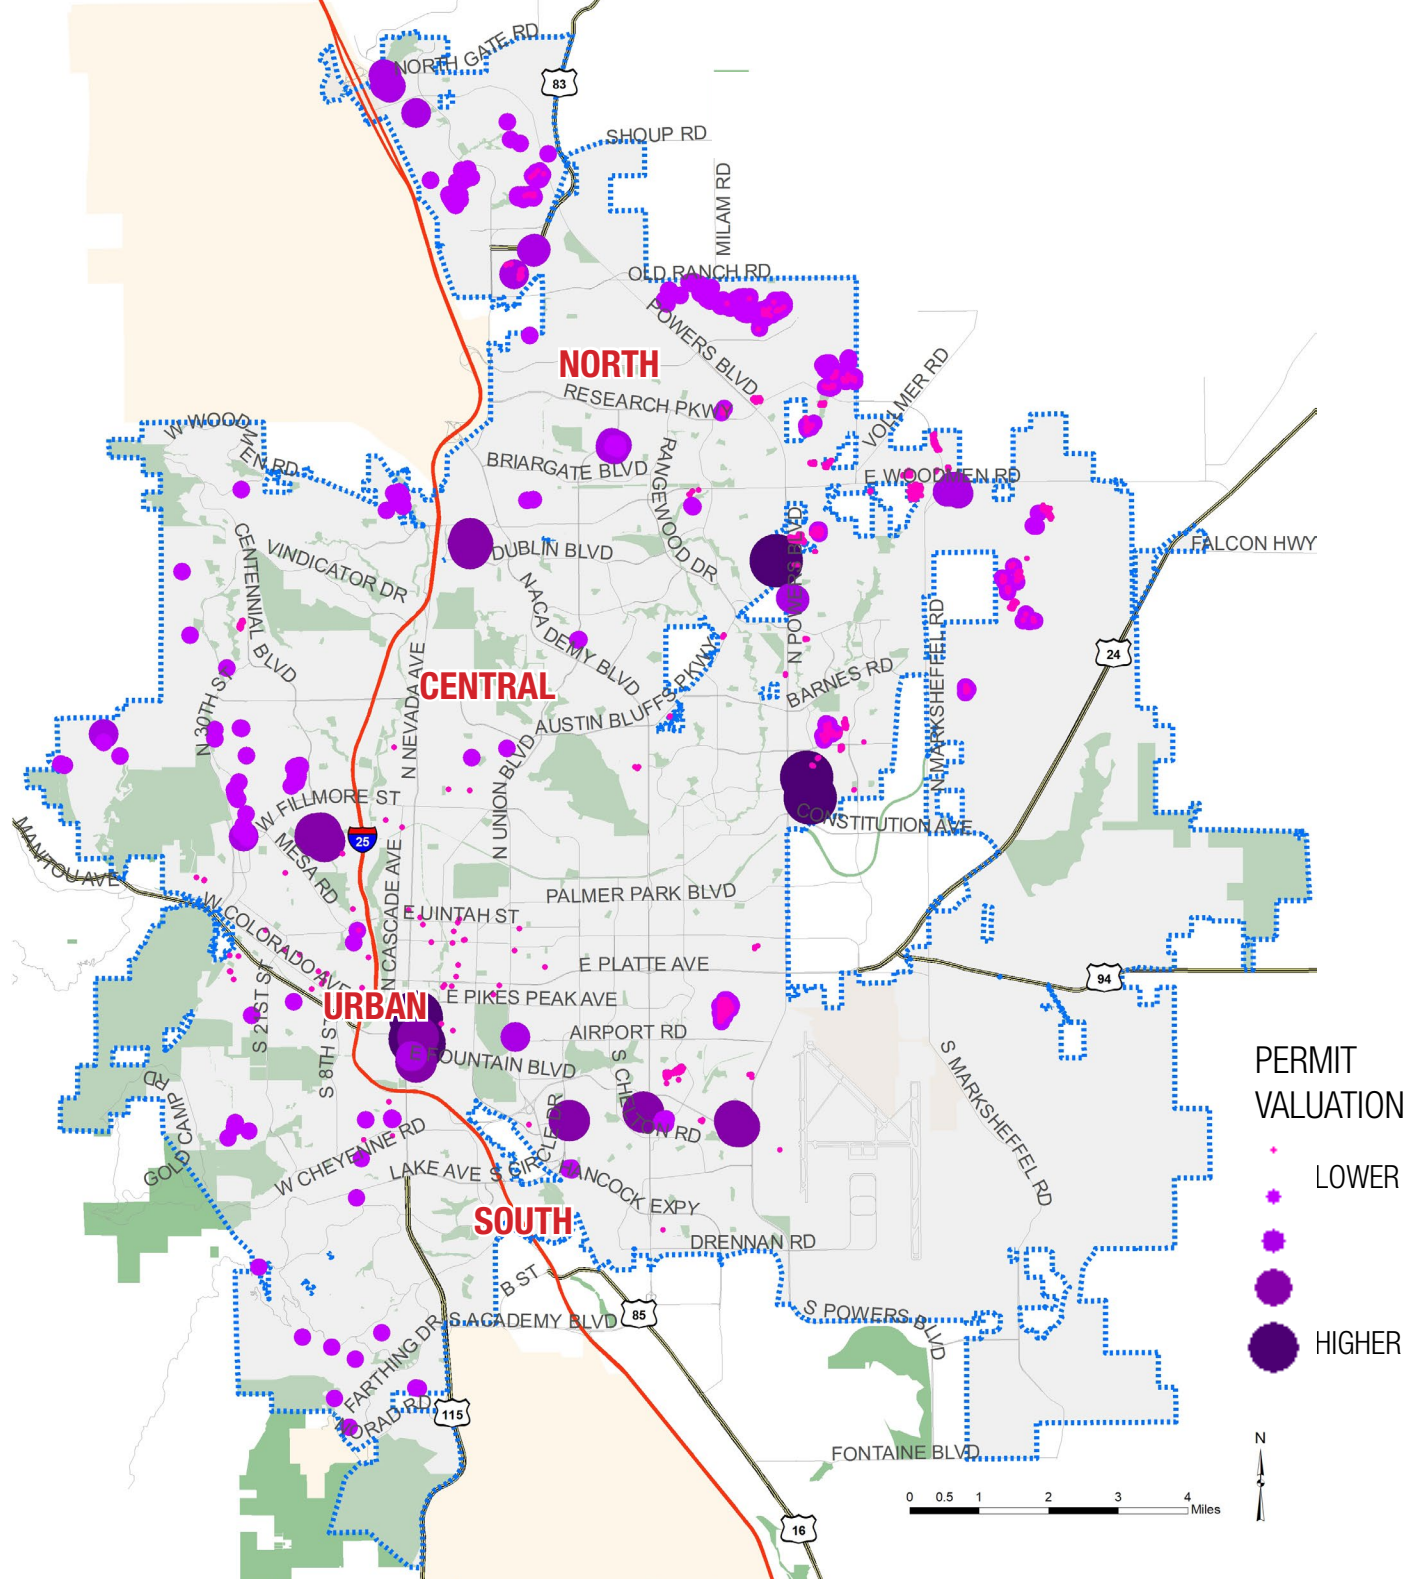 NORTH GATE RD
83
SHOUP RD
MILAM RD
OLD RANCH RD
POWERS BLVD
NORTH
RESEARCH PKWY
VOLLMER RD
W WOODMEN RD
BRIARGATE BLVD
RANGEWOOD DR
E WOODMEN RD
CENTENNIAL BLVD
VINDICATOR DR
DUBLIN BLVD
N POWERS BLVD
FALCON HWY
N ACADEMY BLVD
N MARKSHEFFEL RD
24
N 30TH ST
N NEVADA AVE
CENTRAL
AUSTIN BLUFFS PKWY
BARNES RD
N UNION BLVD
W FILLMORE ST
CONSTITUTION AVE
MANITOU AVE
MESA RD
25
N CASCADE AVE
PALMER PARK BLVD
W COLORADO AVE
E UINTAH ST
E PLATTE AVE
94
S 21ST ST
URBAN
E PIKES PEAK AVE
S 8TH ST
AIRPORT RD
E FOUNTAIN BLVD
S CHELTON RD
S MARKSHEFFEL RD
PERMIT
VALUATION
GOLD CAMP RD
W CHEYENNE RD
LAKE AVE
S CIRCLE DR
HANCOCK EXPY
LOWER
SOUTH
DRENNAN RD
B ST
S ACADEMY BLVD
85
S POWERS BLVD
HIGHER
FARTHING DR
NORAD RD
115
FONTAINE BLVD
N
0 0.5 1 2 3 4
Miles
16